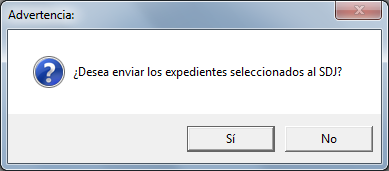 Advertencia:
¿Desea enviar los expedientes seleccionados al SDJ?
Sí
No